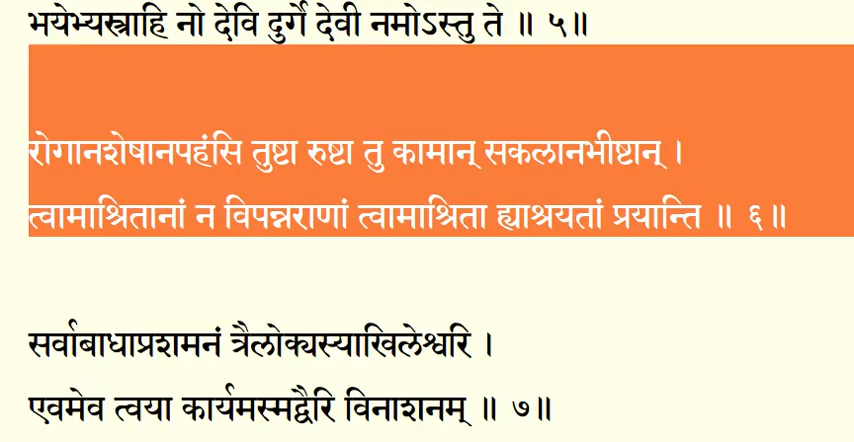 भयेभ्यस्त्राहि नो देवि दुर्गे देवी नमोऽस्तु ते ॥ ५॥
रोगानशेषानपहंसि तुष्टा रुष्टा तु कामान् सकलानभीष्टान् ।
त्वामाश्रितानां न विपन्नराणां त्वामाश्रिता ह्याश्रयतां प्रयान्ति ॥ ६॥
सर्वाबाधाप्रशमनं त्रैलोक्यस्याखिलेश्वरि ।
एवमेव त्वया कार्यमस्मद्वैरि विनाशनम् ॥ ७॥